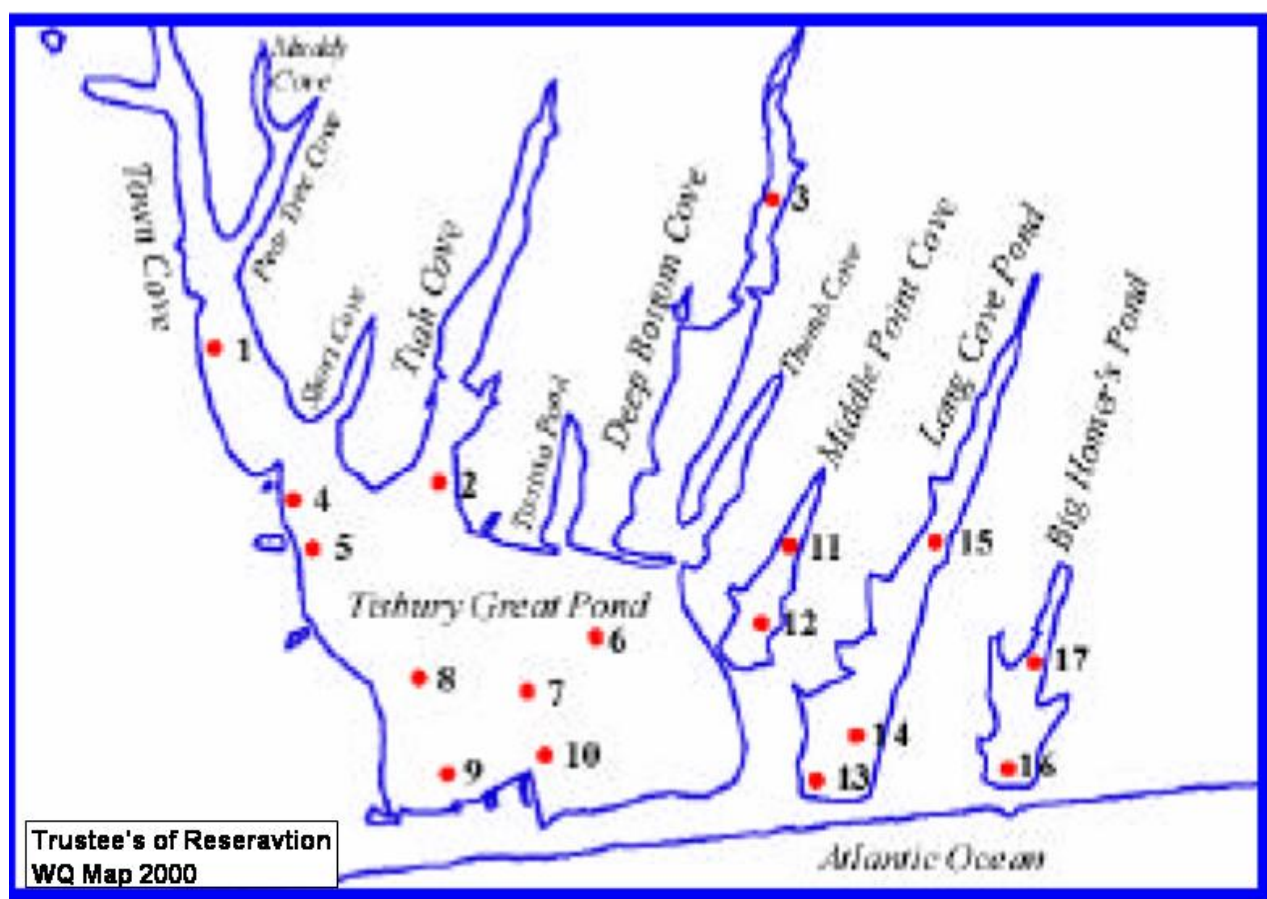 Muddy
Cove
Town Cove
Pear Tree Cove
Short Cove
Tiah Cove
Pond
Deep Bottom Cove
Thumb Cove
Middle Point Cove
Long Cove Pond
Big Homer's Pond
1
2
4
5
11
15
Tisbury Great Pond
12
6
17
8
7
14
10
9
13
16
Trustee's of Reseravtion
WQ Map 2000
Atlantic Ocean